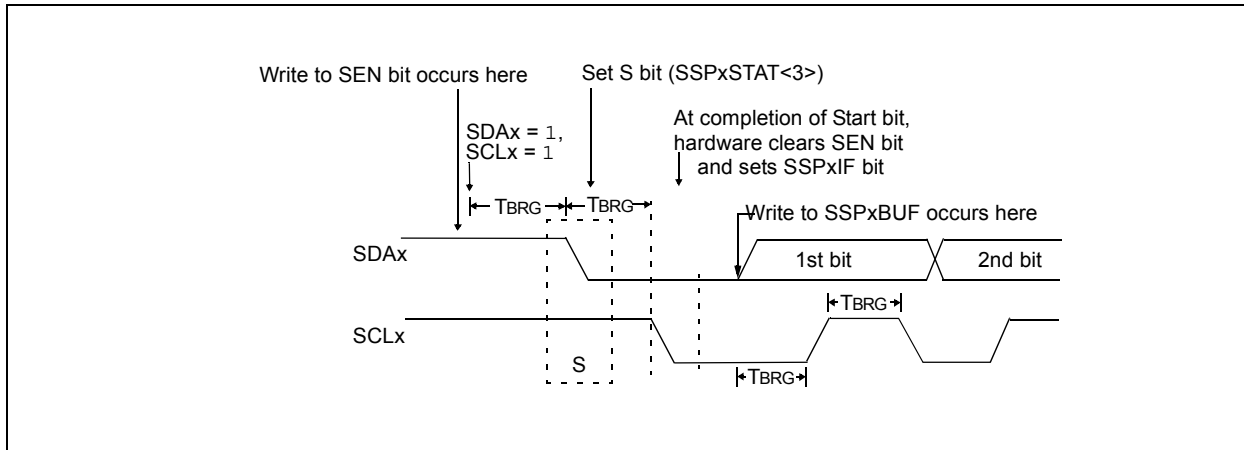 Write to SEN bit occurs here
Set S bit (SSPxSTAT<3>)
SDAx = 1,
SCLx = 1
At completion of Start bit,
hardware clears SEN bit
and sets SSPxIF bit
TBRG
TBRG
Write to SSPxBUF occurs here
SDAx
1st bit
2nd bit
TBRG
SCLx
S
TBRG